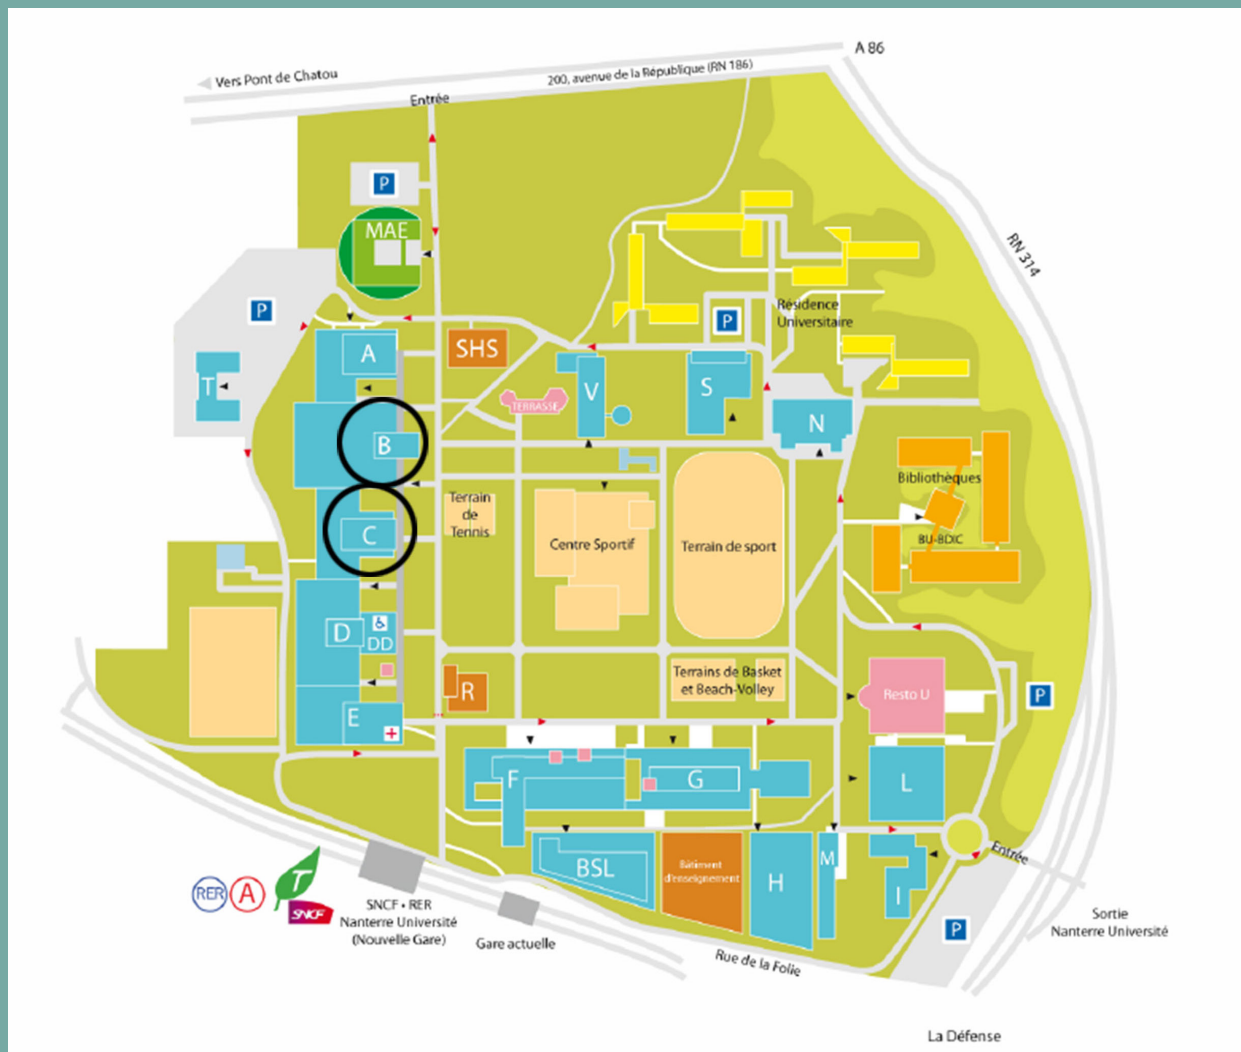 A 86
Vers Pont de Chatou
200, avenue de la République (RN 186)
Entrée
P
MAE
RN 314
P
Résidence
Universitaire
P
A
SHS
T
V
S
TERRASSE
N
B
Bibliothèques
Terrain
de
Tennis
C
Centre Sportif
Terrain de sport
BU-BDIC
D
DD
Terrains de Basket
et Beach-Volley
R
Resto U
P
E
F
G
L
BSL
Bâtiment
d'enseignement
H
M
I
Entrée
RER
A
T
SNCF
SNCF • RER
Nanterre Université
(Nouvelle Gare)
Gare actuelle
P
Sortie
Nanterre Université
Rue de la Folie
La Défense